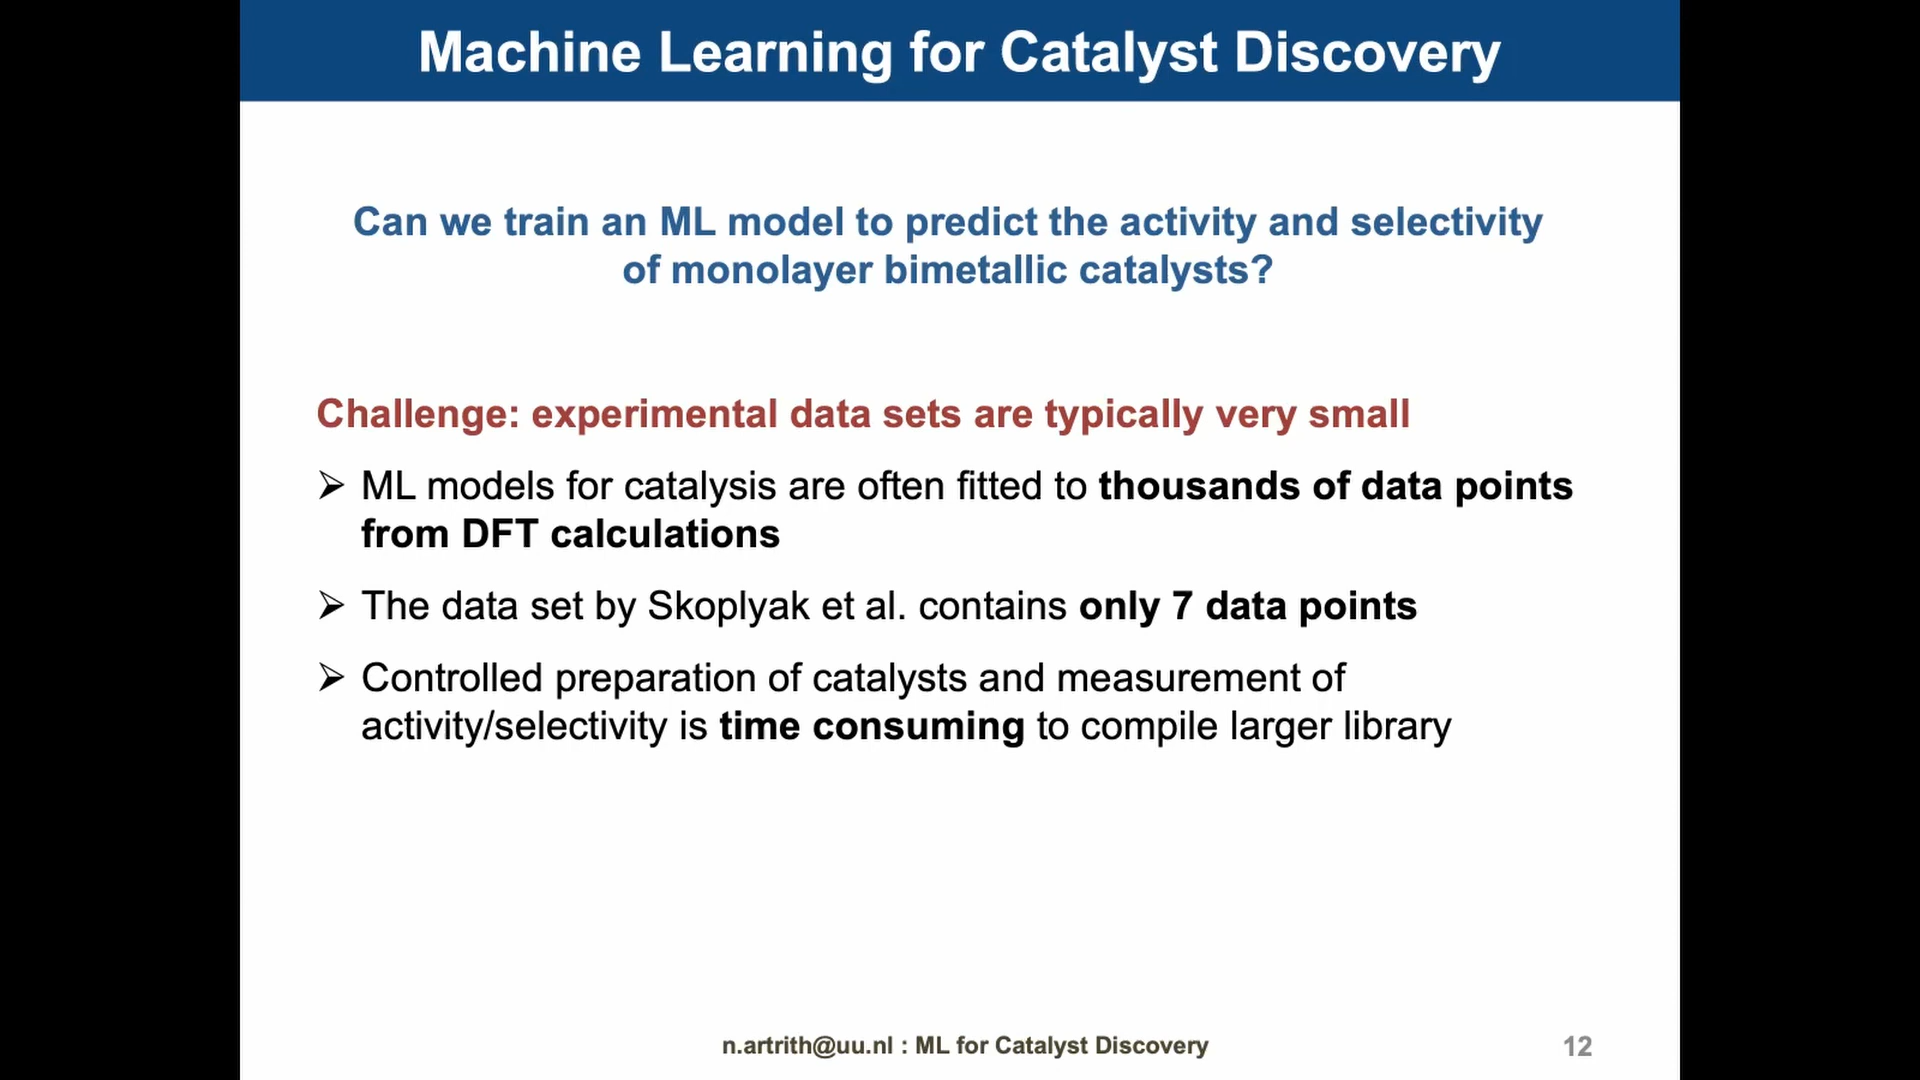 Machine Learning for Catalyst Discovery
Can we train an ML model to predict the activity and selectivity
of monolayer bimetallic catalysts?
Challenge: experimental data sets are typically very small
➢ ML models for catalysis are often fitted to thousands of data points
from DFT calculations
➢ The data set by Skoplyak et al. contains only 7 data points
➢ Controlled preparation of catalysts and measurement of
activity/selectivity is time consuming to compile larger library
n.artrith@uu.nl : ML for Catalyst Discovery
12